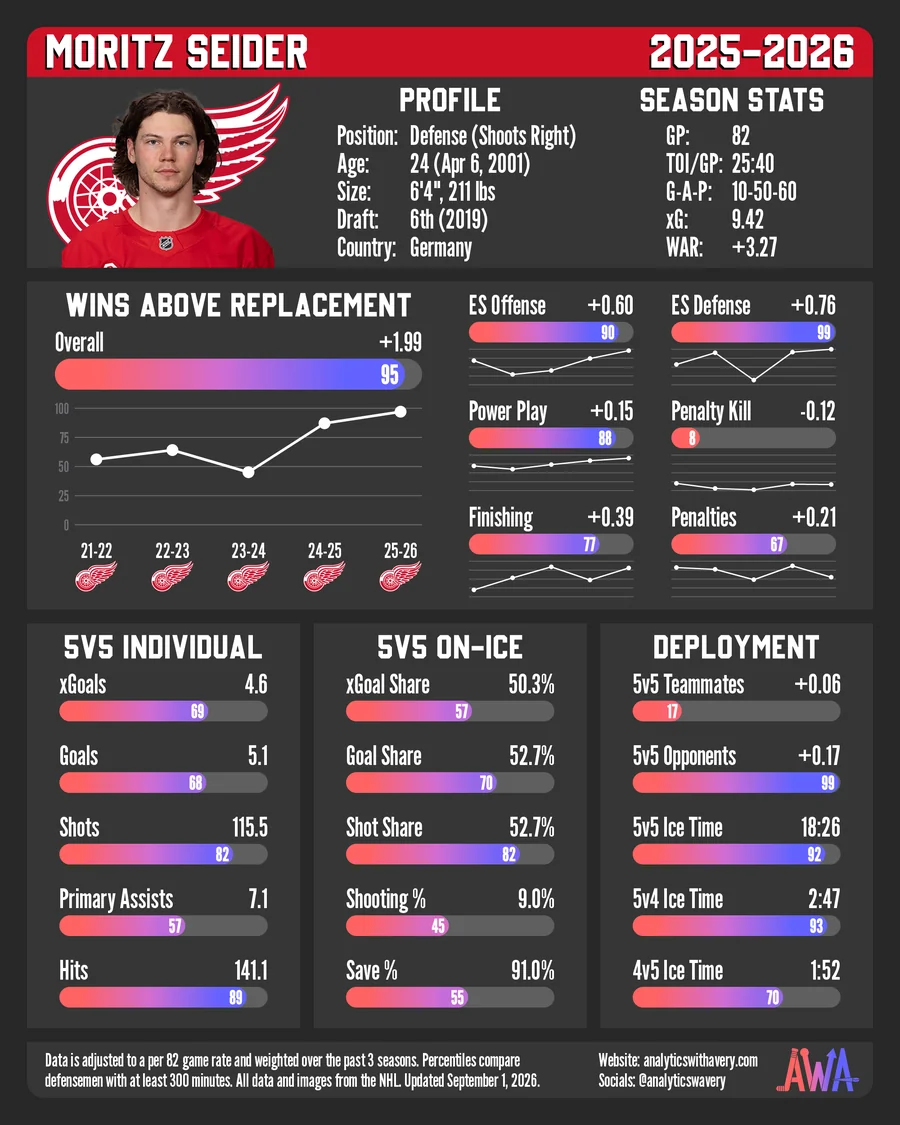 MORITZ SEIDER
2025-2026
PROFILE
Position: Defense (Shoots Right)
Age: 24 (Apr 6, 2001)
Size: 6'4", 211 lbs
Draft: 6th (2019)
Country: Germany
SEASON STATS
GP: 82
TOI/GP: 25:40
G-A-P: 10-50-60
xG: 9.42
WAR: +3.27
WINS ABOVE REPLACEMENT
Overall +1.99
95
100
75
50
25
0
21-22 22-23 23-24 24-25 25-26
ES Offense +0.60
90
ES Defense +0.76
99
Power Play +0.15
88
Penalty Kill -0.12
8
Finishing +0.39
77
Penalties +0.21
67
5V5 INDIVIDUAL
xGoals 4.6
69
Goals 5.1
68
Shots 115.5
82
Primary Assists 7.1
57
Hits 141.1
89
5V5 ON-ICE
xGoal Share 50.3%
57
Goal Share 52.7%
70
Shot Share 52.7%
82
Shooting % 9.0%
45
Save % 91.0%
55
DEPLOYMENT
5v5 Teammates +0.06
17
5v5 Opponents +0.17
99
5v5 Ice Time 18:26
92
5v4 Ice Time 2:47
93
4v5 Ice Time 1:52
70
Data is adjusted to a per 82 game rate and weighted over the past 3 seasons. Percentiles compare
defensemen with at least 300 minutes. All data and images from the NHL. Updated September 1, 2026.
Website: analyticswithavery.com
Socials: @analyticswavery
AWA